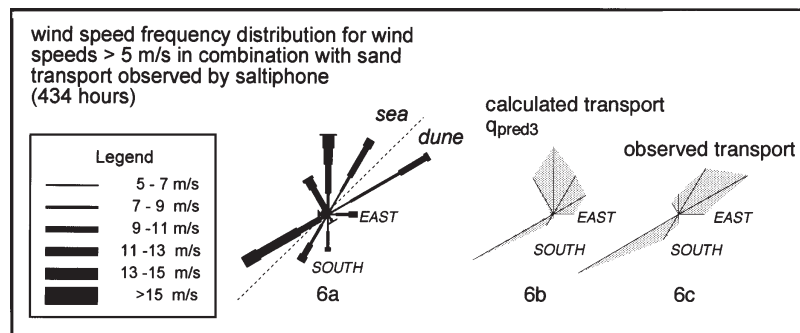 wind speed frequency distribution for wind
speeds > 5 m/s in combination with sand
transport observed by saltiphone
(434 hours)
Legend
5 - 7 m/s
7 - 9 m/s
9 -11 m/s
11 -13 m/s
13 -15 m/s
>15 m/s
sea
dune
EAST
SOUTH
6a
calculated transport
qpred3
EAST
SOUTH
6b
observed transport
EAST
SOUTH
6c